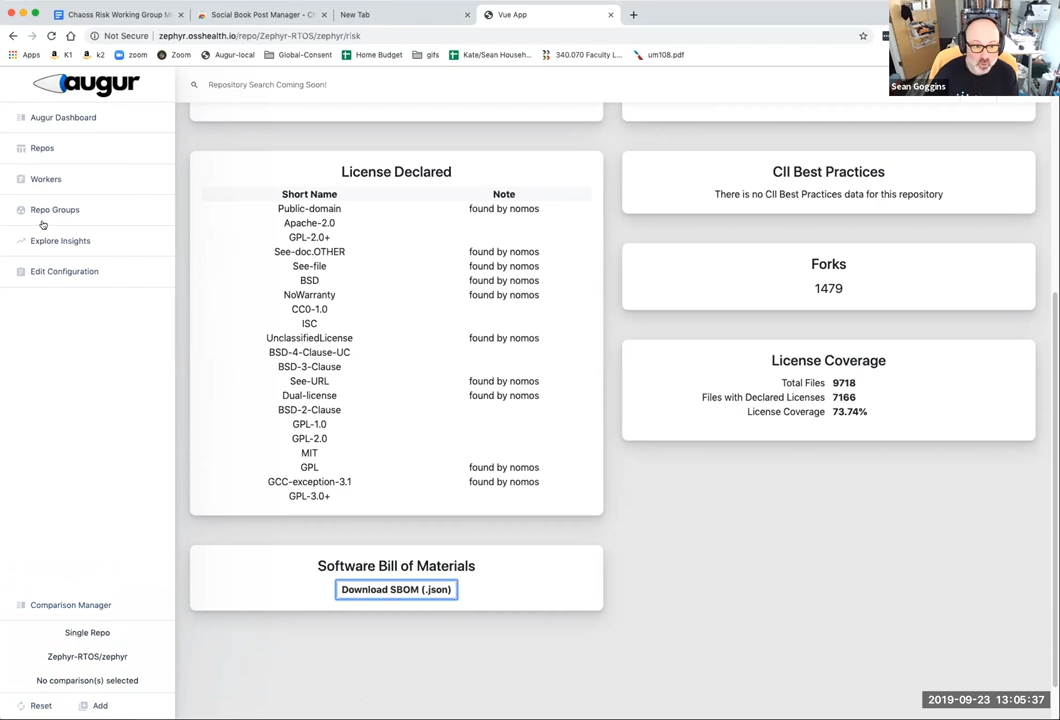 Chaoss Risk Working Group M
Social Book Post Manager - C
New Tab
Vue App
Not Secure
zephyr.osshealth.io/repo/Zephyr-RTOS/zephyr/risk
Apps
K1
k2
zoom
Zoom
Augur-local
Global-Consent
Home Budget
gifs
Kate/Sean Househ...
340.070 Faculty L...
um108.pdf
Sean Goggins
augur
Repository Search Coming Soon!
Augur Dashboard
Repos
Workers
Repo Groups
Explore Insights
Edit Configuration
License Declared
Short Name Note
Public-domain found by nomos
Apache-2.0
GPL-2.0+
See-doc.OTHER found by nomos
See-file found by nomos
BSD found by nomos
NoWarranty found by nomos
CC0-1.0
ISC
UnclassifiedLicense found by nomos
BSD-4-Clause-UC
BSD-3-Clause
See-URL found by nomos
Dual-license found by nomos
BSD-2-Clause
GPL-1.0
GPL-2.0
MIT
GPL found by nomos
GCC-exception-3.1 found by nomos
GPL-3.0+
CII Best Practices
There is no CII Best Practices data for this repository
Forks
1479
License Coverage
Total Files 9718
Files with Declared Licenses 7166
License Coverage 73.74%
Software Bill of Materials
Download SBOM (.json)
Comparison Manager
Single Repo
Zephyr-RTOS/zephyr
No comparison(s) selected
Reset
Add
2019-09-23 13:05:37